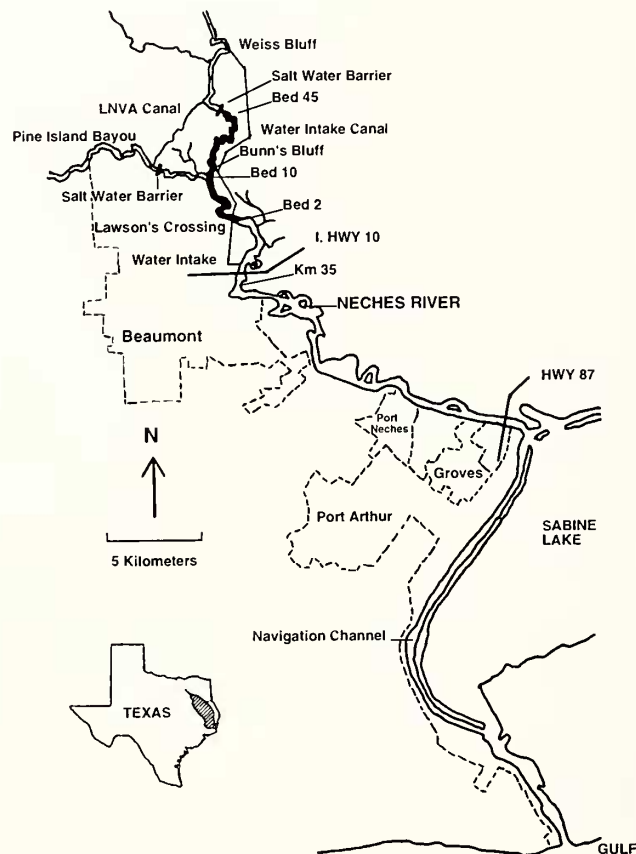 Weiss Bluff
Salt Water Barrier
Bed 45
LNVA Canal
Water Intake Canal
Pine Island Bayou
Bunn's Bluff
Bed 10
Salt Water Barrier
Bed 2
Lawson's Crossing
I. HWY 10
Water Intake
Km 35
NECHES RIVER
Beaumont
HWY 87
N
Port
Neches
Groves
Port Arthur
SABINE
LAKE
5 Kilometers
Navigation Channel
TEXAS
GULF